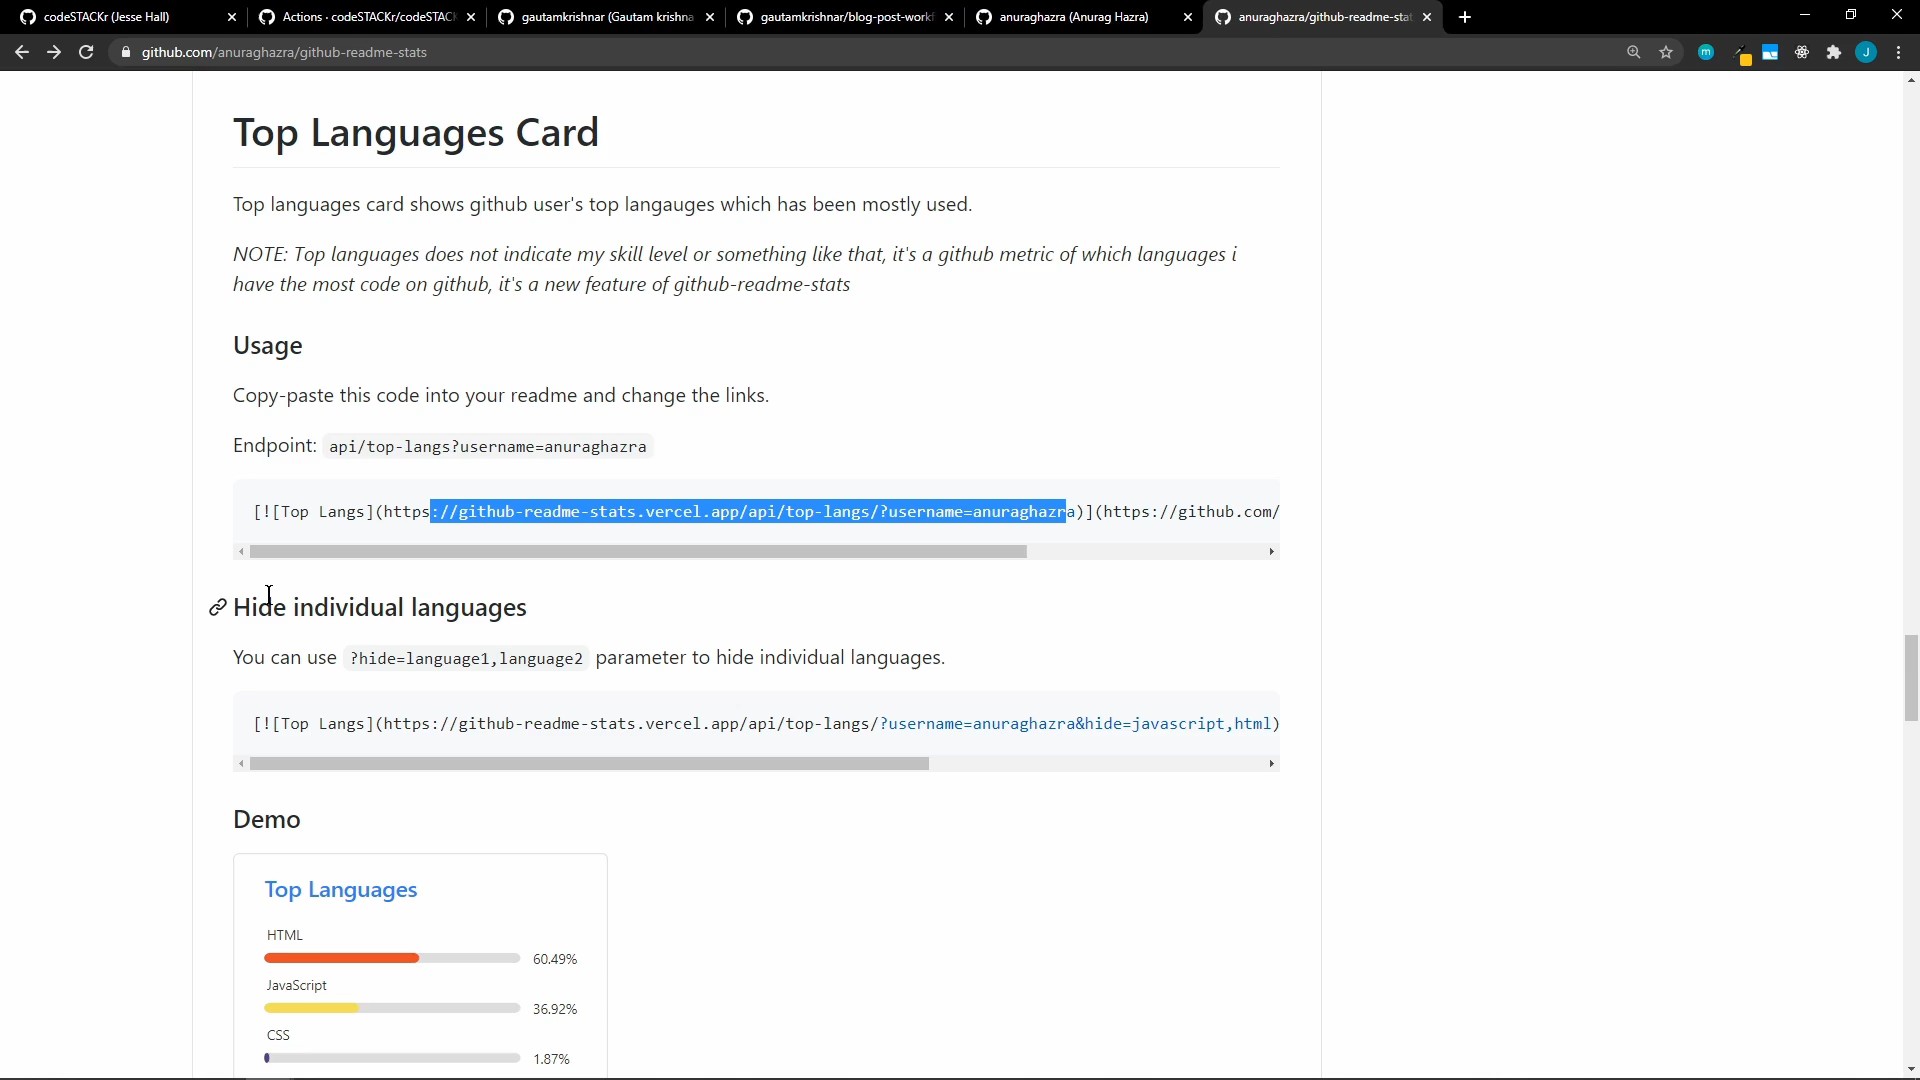 codeSTACKr (Jesse Hall)
Actions · codeSTACKr/codeSTAC
gautamkrishnar (Gautam krishna
gautamkrishnar/blog-post-workf
anuraghazra (Anurag Hazra)
anuraghazra/github-readme-stat
github.com/anuraghazra/github-readme-stats
m
J
Top Languages Card
Top languages card shows github user's top langauges which has been mostly used.
NOTE: Top languages does not indicate my skill level or something like that, it's a github metric of which languages i
have the most code on github, it's a new feature of github-readme-stats
Usage
Copy-paste this code into your readme and change the links.
Endpoint: api/top-langs?username=anuraghazra
[![Top Langs](https://github-readme-stats.vercel.app/api/top-langs/?username=anuraghazra)](https://github.com/
Hide individual languages
You can use ?hide=language1,language2 parameter to hide individual languages.
[![Top Langs](https://github-readme-stats.vercel.app/api/top-langs/?username=anuraghazra&hide=javascript,html)
Demo
Top Languages
HTML
60.49%
JavaScript
36.92%
CSS
1.87%